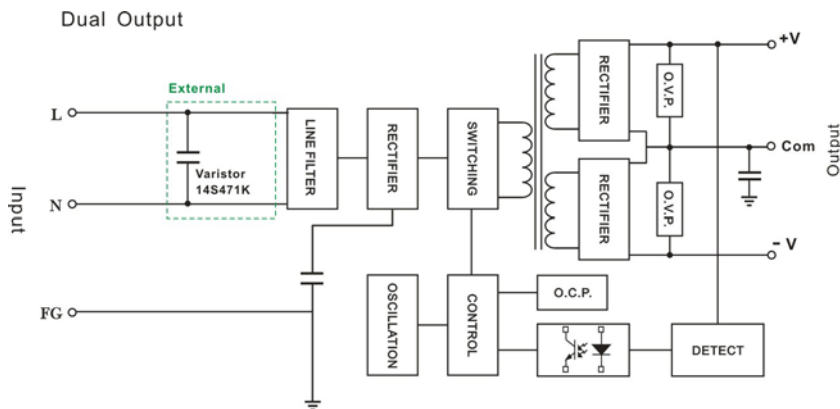 Dual Output
External
L
Varistor
14S471K
N
Input
FG
LINE FILTER
RECTIFIER
SWITCHING
RECTIFIER
RECTIFIER
O.V.P.
O.V.P.
+V
Com
- V
Output
OSCILLATION
CONTROL
O.C.P.
DETECT